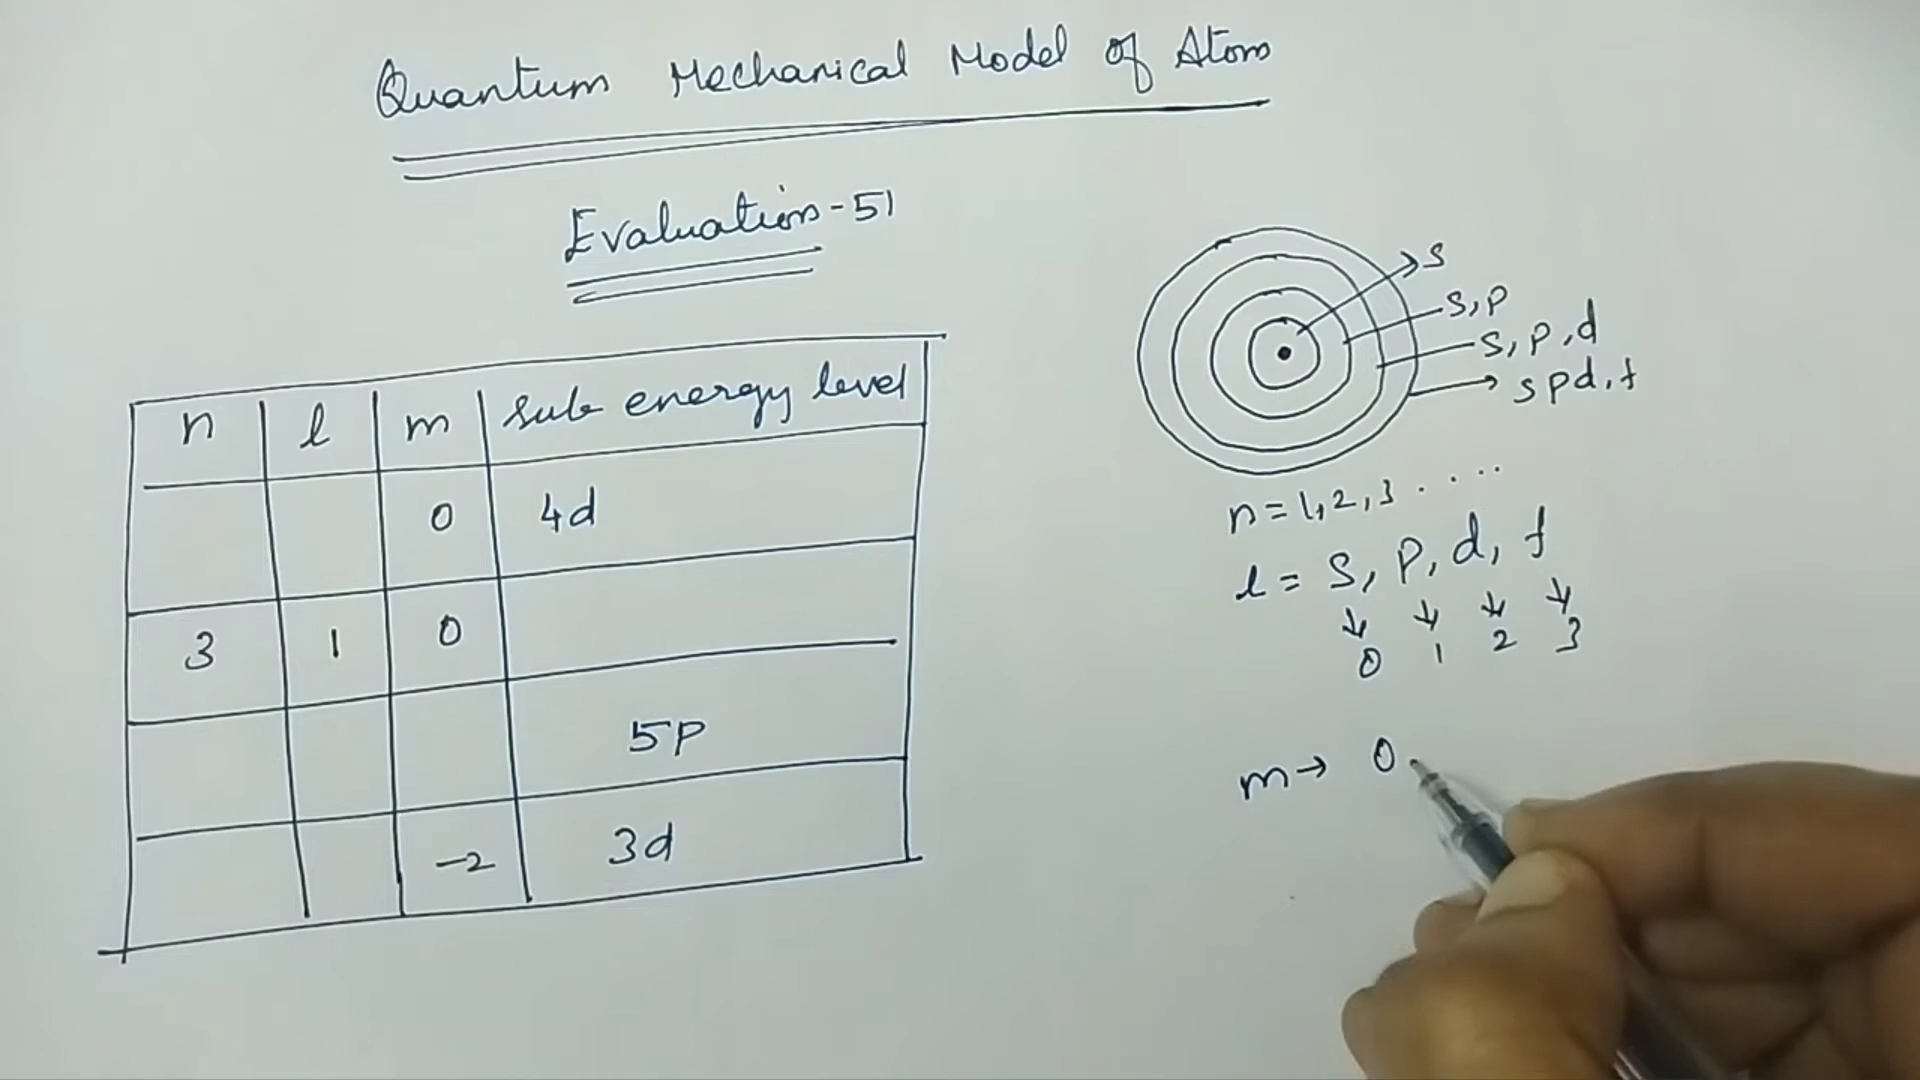 Quantum Mechanical Model of Atom
Evaluation-51
n l m sub energy level
0 4d
3 1 0
5p
-2 3d
s
s,p
s,p,d
s p d,f
n=1,2,3.....
l = s, p, d, f
0 1 2 3
m→ 0